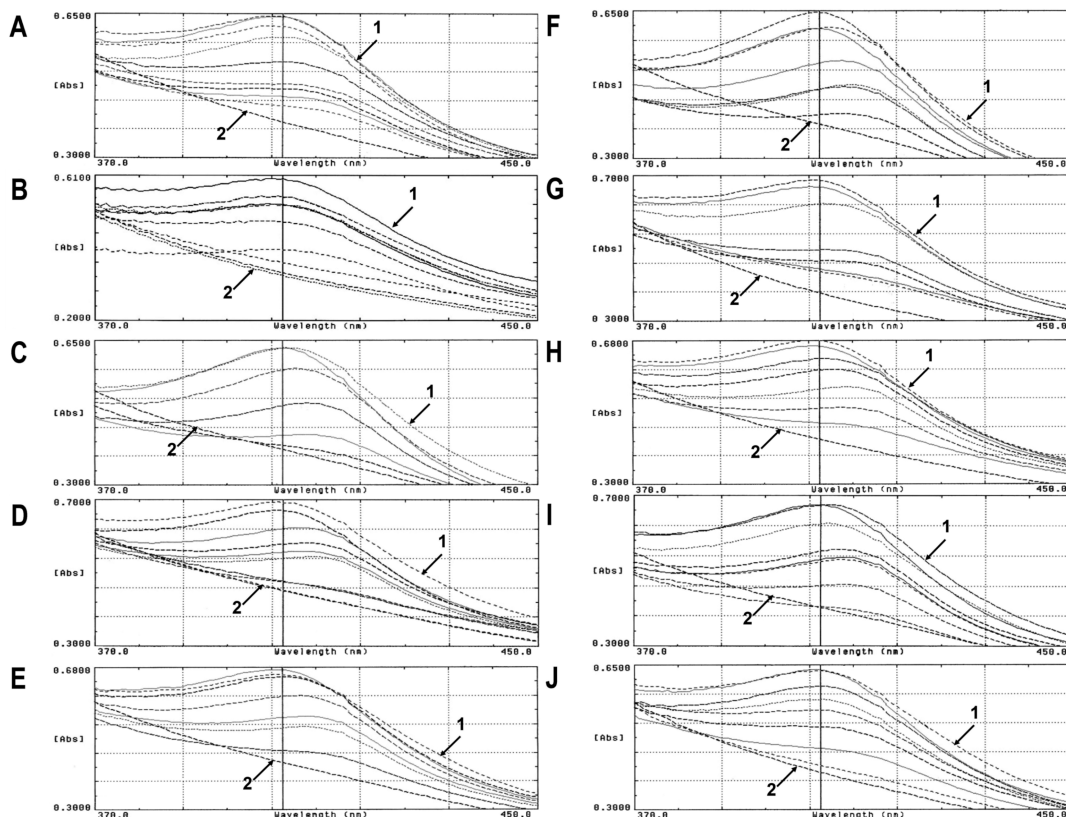 A
0.6500
[Abs]
0.3000
370.0
Wavelength (nm)
450.0
1
2
B
0.6100
[Abs]
0.2000
370.0
Wavelength (nm)
450.0
1
2
C
0.6500
[Abs]
0.3000
370.0
Wavelength (nm)
450.0
1
2
D
0.7000
[Abs]
0.3000
370.0
Wavelength (nm)
450.0
1
2
E
0.6800
[Abs]
0.3000
370.0
Wavelength (nm)
450.0
1
2
F
0.6500
[Abs]
0.3000
370.0
Wavelength (nm)
450.0
1
2
G
0.7000
[Abs]
0.3000
370.0
Wavelength (nm)
450.0
1
2
H
0.6800
[Abs]
0.3000
370.0
Wavelength (nm)
450.0
1
2
I
0.7000
[Abs]
0.3000
370.0
Wavelength (nm)
450.0
1
2
J
0.6500
[Abs]
0.3000
370.0
Wavelength (nm)
450.0
1
2